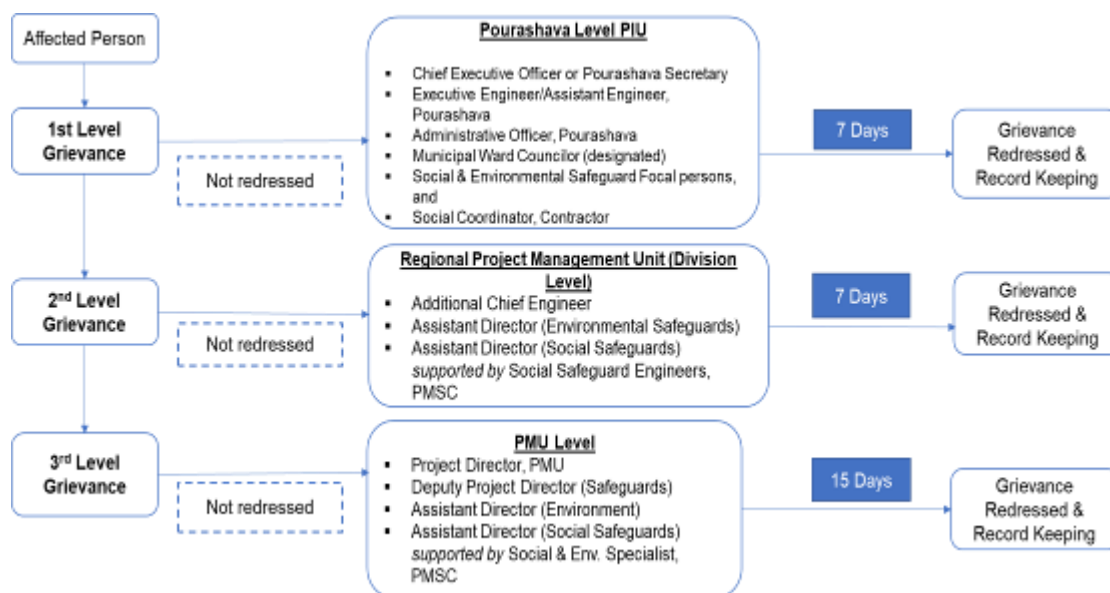 Affected Person
Pourashava Level PIU
▪ Chief Executive Officer or Pourashava Secretary
▪ Executive Engineer/Assistant Engineer,
Pourashava
▪ Administrative Officer, Pourashava
▪ Municipal Ward Councilor (designated)
▪ Social & Environmental Safeguard Focal persons,
and
▪ Social Coordinator, Contractor
1st Level
Grievance
Not redressed
7 Days
Grievance
Redressed &
Record Keeping
Regional Project Management Unit (Division
Level)
▪ Additional Chief Engineer
▪ Assistant Director (Environmental Safeguards)
▪ Assistant Director (Social Safeguards)
supported by Social Safeguard Engineers,
PMSC
2nd Level
Grievance
Not redressed
7 Days
Grievance
Redressed &
Record Keeping
PMU Level
▪ Project Director, PMU
▪ Deputy Project Director (Safeguards)
▪ Assistant Director (Environment)
▪ Assistant Director (Social Safeguards)
supported by Social & Env. Specialist,
PMSC
3rd Level
Grievance
Not redressed
15 Days
Grievance
Redressed &
Record Keeping